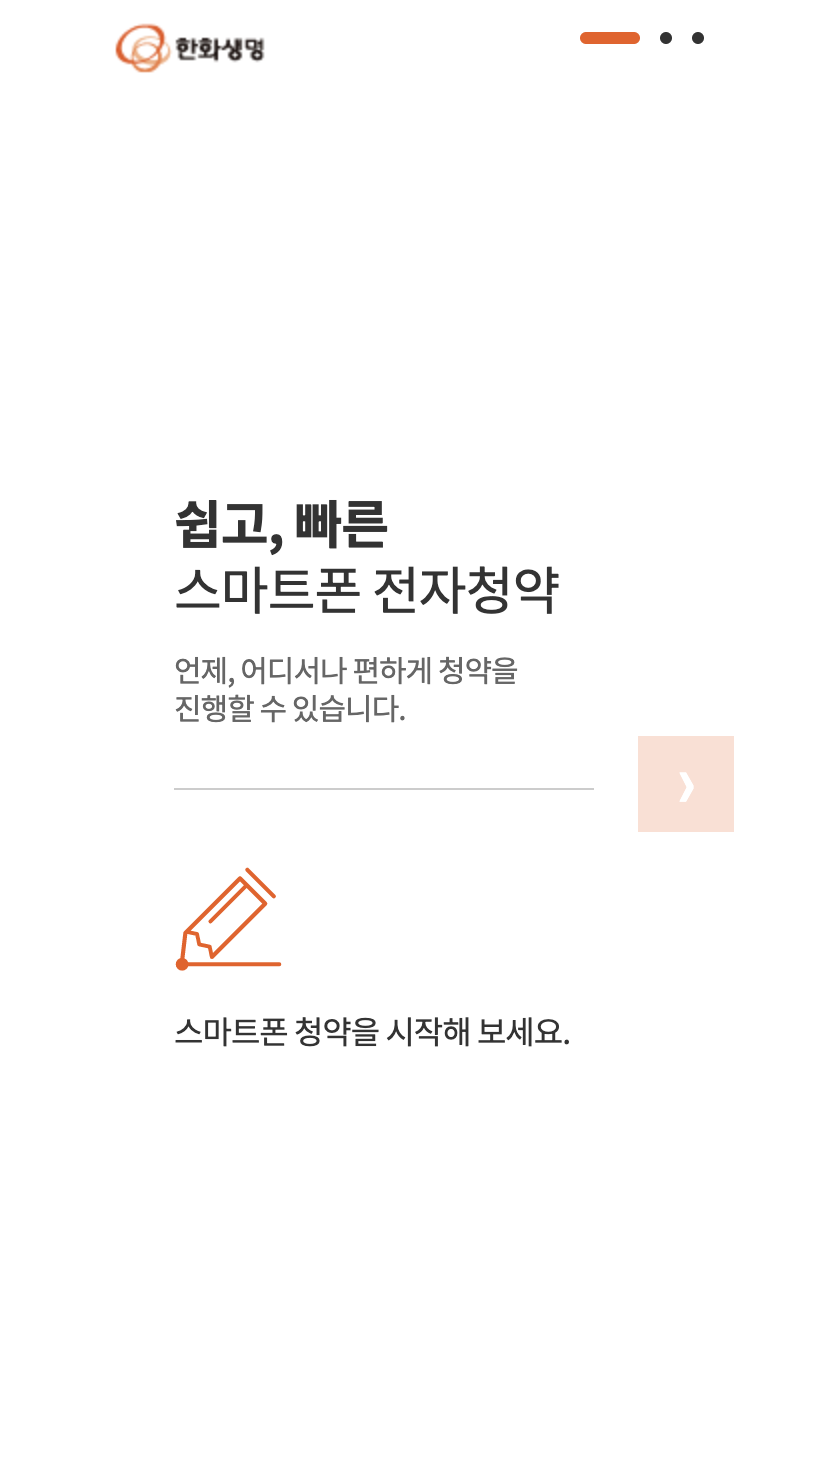 한화생명
쉽고, 빠른
스마트폰 전자청약
언제, 어디서나 편하게 청약을
진행할 수 있습니다.
스마트폰 청약을 시작해 보세요.